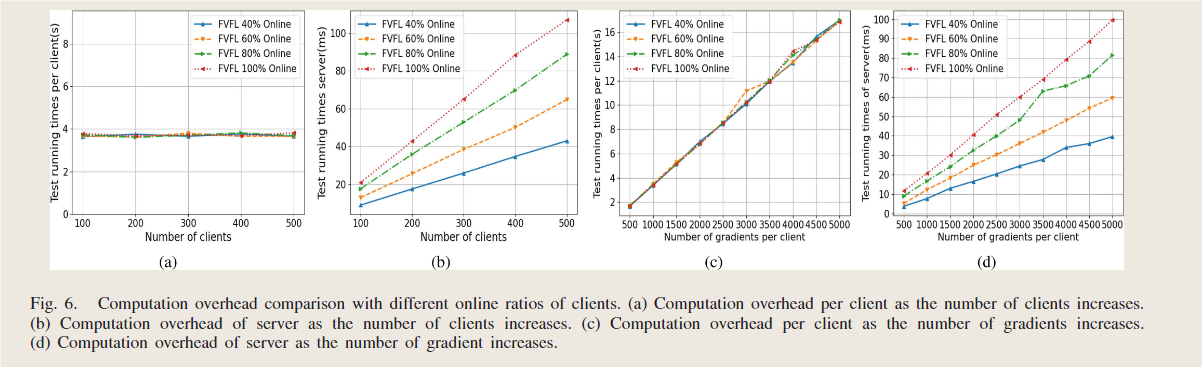 Test running times per client(s)
8
6
4
2
0
FVFL 40% Online
FVFL 60% Online
FVFL 80% Online
FVFL 100% Online
100 200 300 400 500
Number of clients
(a)
Test running times server(ms)
100
80
60
40
20
FVFL 40% Online
FVFL 60% Online
FVFL 80% Online
FVFL 100% Online
100 200 300 400 500
Number of clients
(b)
Test running times per client(s)
16
14
12
10
8
6
4
2
FVFL 40% Online
FVFL 60% Online
FVFL 80% Online
FVFL 100% Online
500 1000 1500 2000 2500 3000 3500 4000 4500 5000
Number of gradients per client
(c)
Test running times of server(ms)
100
90
80
70
60
50
40
30
20
10
0
FVFL 40% Online
FVFL 60% Online
FVFL 80% Online
FVFL 100% Online
500 1000 1500 2000 2500 3000 3500 4000 4500 5000
Number of gradients per client
(d)
Fig. 6. Computation overhead comparison with different online ratios of clients. (a) Computation overhead per client as the number of clients increases.
(b) Computation overhead of server as the number of clients increases. (c) Computation overhead per client as the number of gradients increases.
(d) Computation overhead of server as the number of gradient increases.